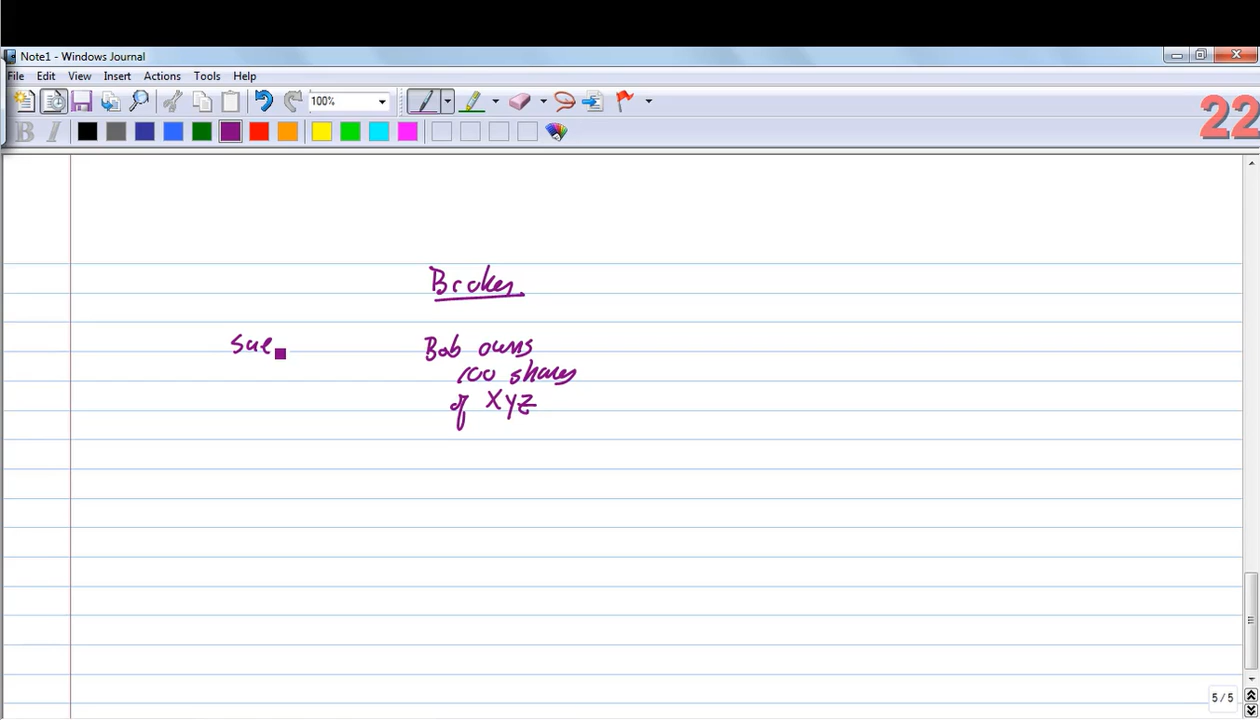 Note1 - Windows Journal
File Edit View Insert Actions Tools Help
100%
B I
22
Broker
Sue Bob owns
100 shares
of XYZ
5 / 5